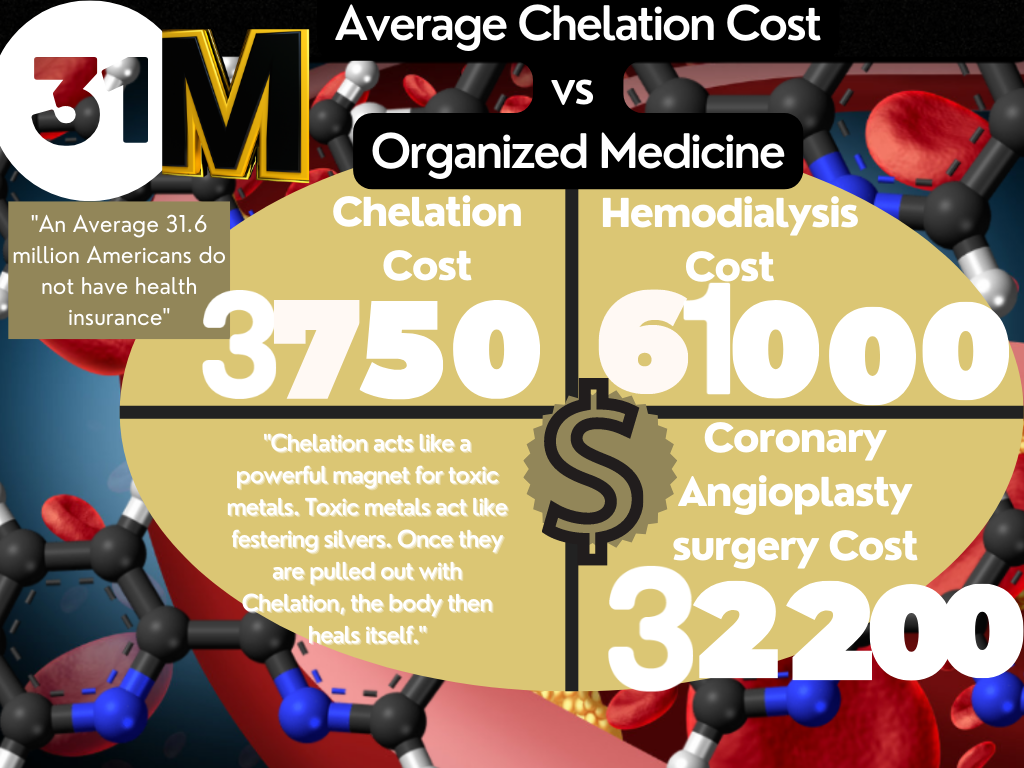 Average Chelation Cost
vs
Organized Medicine
31M
"An Average 31.6
million Americans do
not have health
insurance"
Chelation
Cost
3750
Hemodialysis
Cost
61000
"Chelation acts like a
powerful magnet for toxic
metals. Toxic metals act like
festering silvers. Once they
are pulled out with
Chelation, the body then
heals itself."
$
Coronary
Angioplasty
surgery Cost
32200